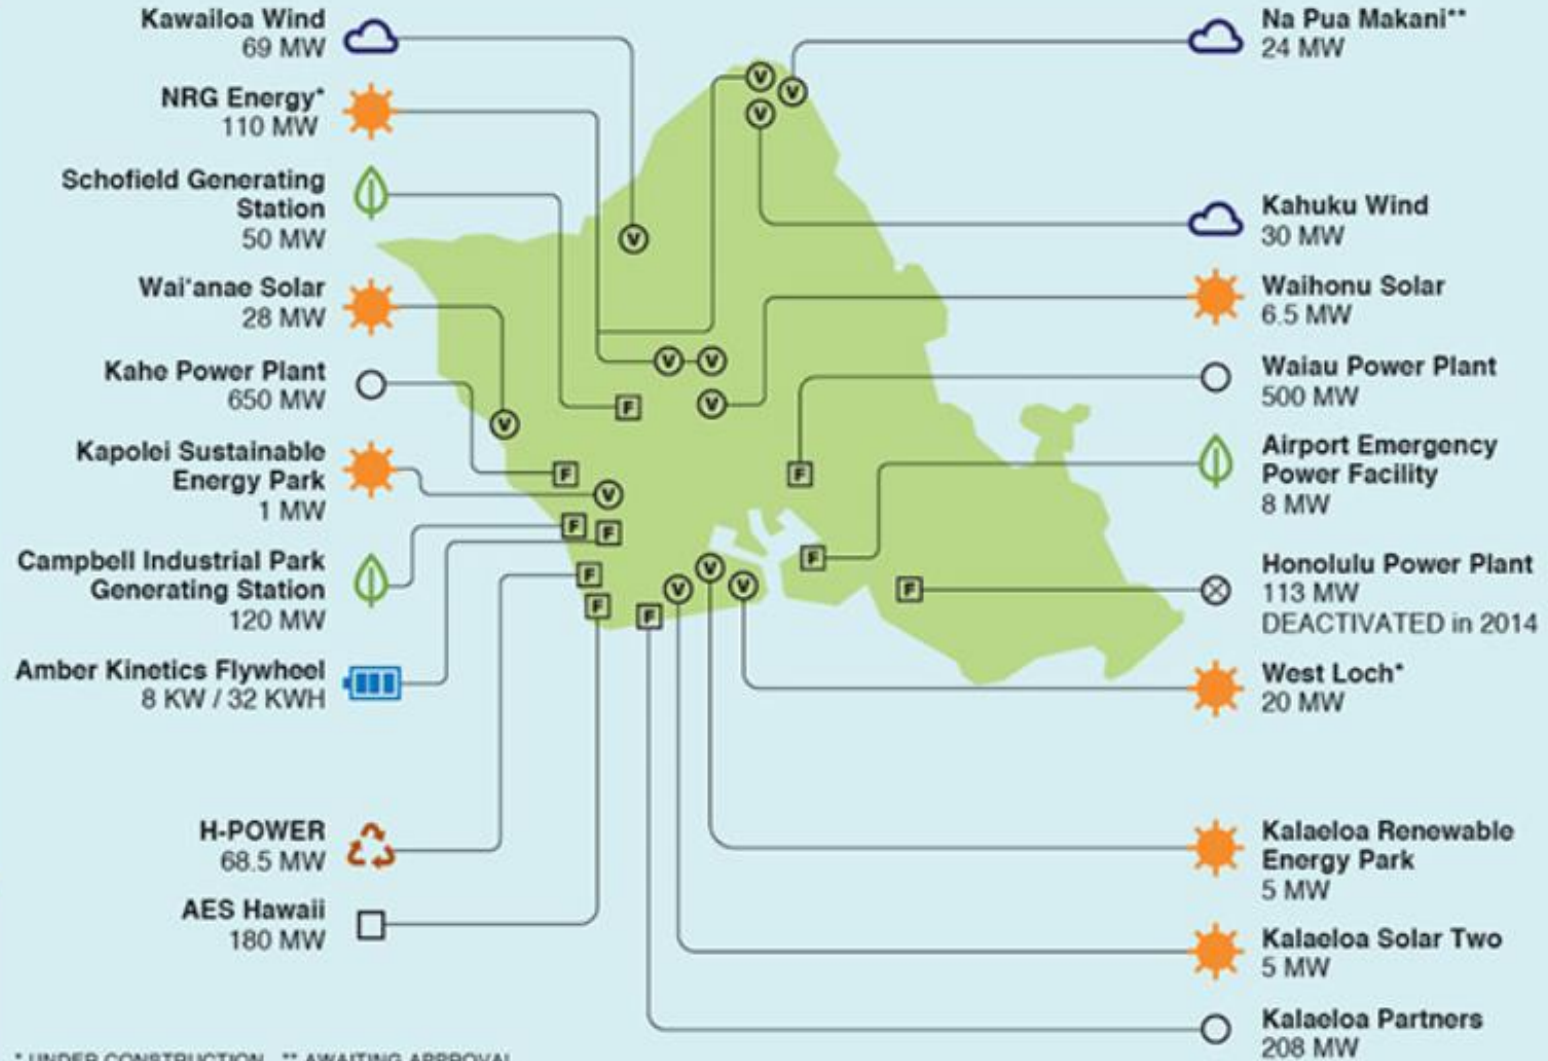 Kawailoa Wind
69 MW
NRG Energy*
110 MW
Schofield Generating
Station
50 MW
Wai'anae Solar
28 MW
Kahe Power Plant
650 MW
Kapolei Sustainable
Energy Park
1 MW
Campbell Industrial Park
Generating Station
120 MW
Amber Kinetics Flywheel
8 KW / 32 KWH
H-POWER
68.5 MW
AES Hawaii
180 MW
V
V
V
V
V
V
V
F
V
F
F
V
F
F
F
V
F
V
V
F
F
F
Na Pua Makani**
24 MW
Kahuku Wind
30 MW
Waihonu Solar
6.5 MW
Waiau Power Plant
500 MW
Airport Emergency
Power Facility
8 MW
Honolulu Power Plant
113 MW
DEACTIVATED in 2014
West Loch*
20 MW
Kalaeloa Renewable
Energy Park
5 MW
Kalaeloa Solar Two
5 MW
Kalaeloa Partners
208 MW
* UNDER CONSTRUCTION ** AWAITING APPROVAL